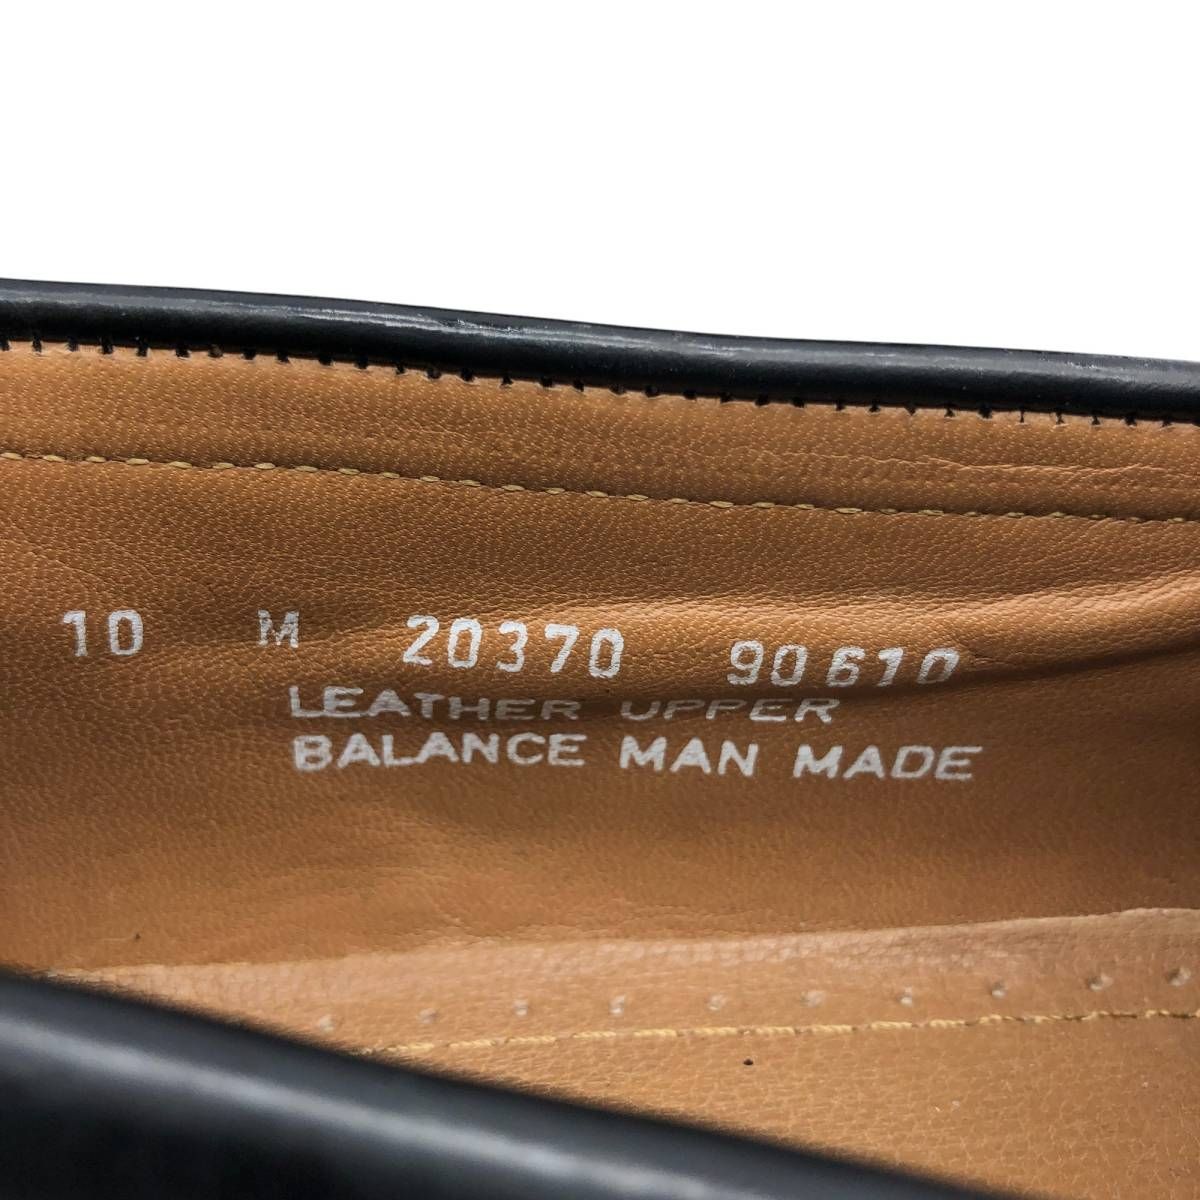 10 M 20370 90610
LEATHER UPPER
BALANCE MAN MADE